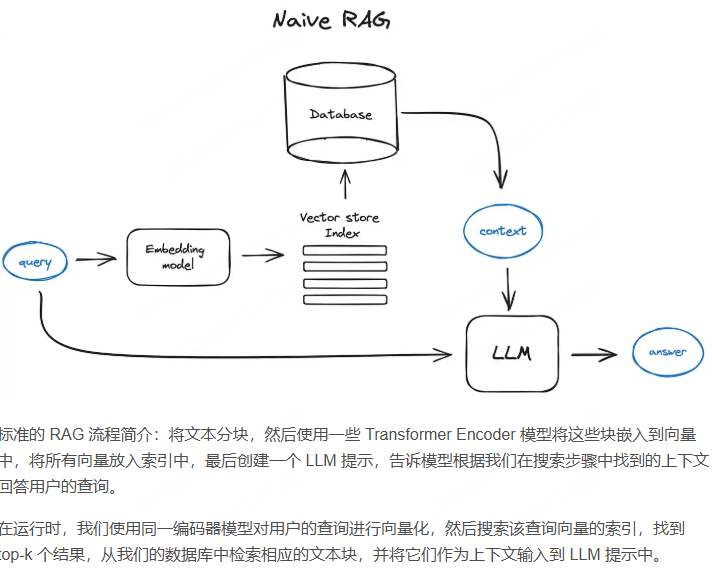 Naive RAG
Database
Vector store
Index
context
query
Embedding
model
LLM
answer
标准的 RAG 流程简介：将文本分块，然后使用一些 Transformer Encoder 模型将这些块嵌入到向量
中，将所有向量放入索引中，最后创建一个 LLM 提示，告诉模型根据我们在搜索步骤中找到的上下文
回答用户的查询。
在运行时，我们使用同一编码器模型对用户的查询进行向量化，然后搜索该查询向量的索引，找到
top-k 个结果，从我们的数据库中检索相应的文本块，并将它们作为上下文输入到 LLM 提示中。